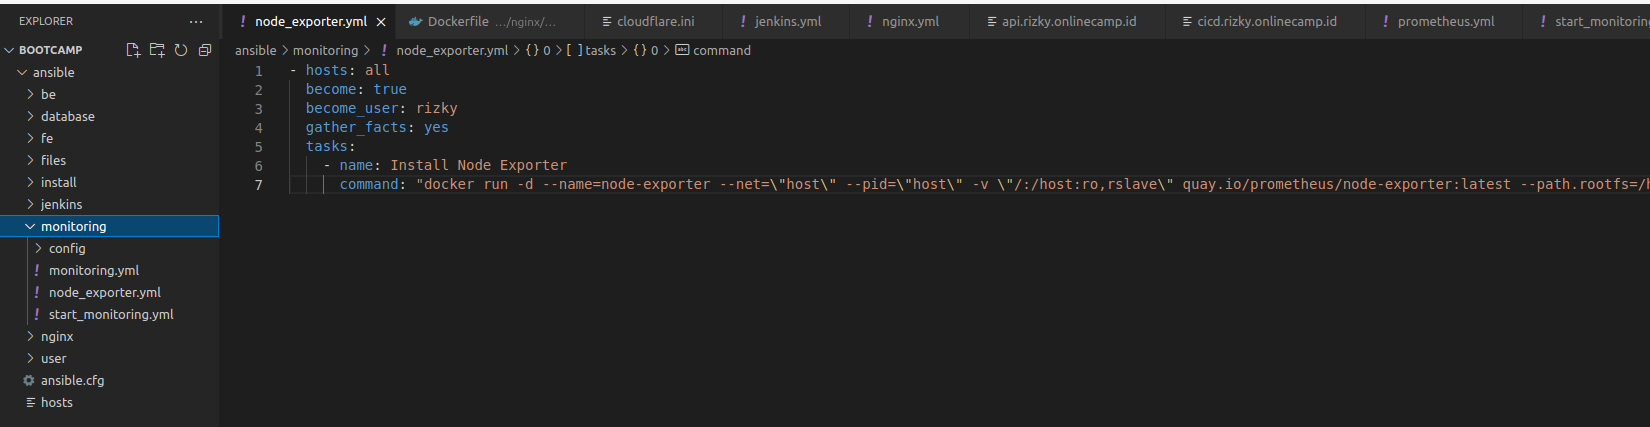 EXPLORER ...
BOOTCAMP
ansible
be
database
fe
files
install
jenkins
monitoring
config
! monitoring.yml
! node_exporter.yml
! start_monitoring.yml
nginx
user
ansible.cfg
hosts
! node_exporter.yml × Dockerfile .../nginx/... cloudflare.ini ! jenkins.yml ! nginx.yml api.rizky.onlinecamp.id cicd.rizky.onlinecamp.id ! prometheus.yml ! start_monitorin
ansible > monitoring > ! node_exporter.yml > {} 0 > [ ] tasks > {} 0 > abc command
1 - hosts: all
2 become: true
3 become_user: rizky
4 gather_facts: yes
5 tasks:
6 - name: Install Node Exporter
7 command: "docker run -d --name=node-exporter --net=\"host\" --pid=\"host\" -v \"/:/host:ro,rslave\" quay.io/prometheus/node-exporter:latest --path.rootfs=/h